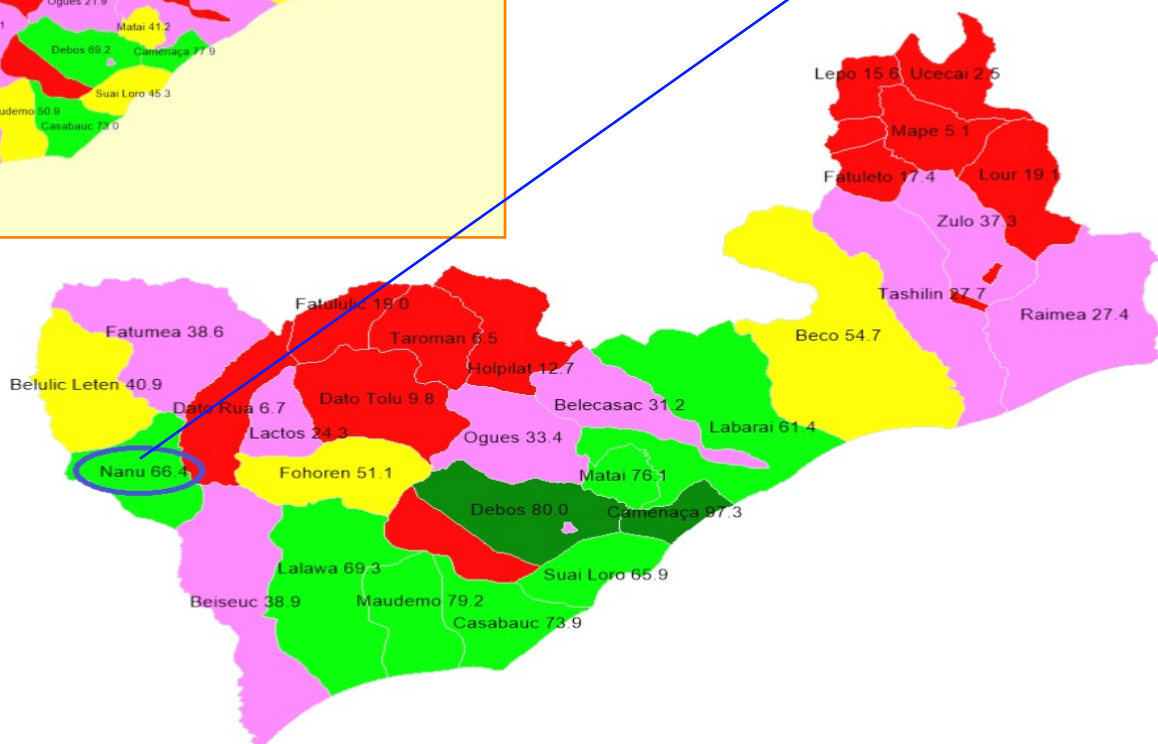 Ogues 21.9
Matai 41.2
Debos 69.2
Camenaça 77.9
Suai Loro 45.3
udemo 50.9
Casabauc 73.0
Lepo 15.6
Ucecai 2.5
Mape 5.1
Fatuleto 17.4
Lour 19.1
Zulo 37.3
Tashilin 27.7
Raimea 27.4
Beco 54.7
Fatululic 19.0
Fatumea 38.6
Taroman 6.5
Holpilat 12.7
Belulic Leten 40.9
Dato Rua 6.7
Dato Tolu 9.8
Belecasac 31.2
Lactos 24.3
Ogues 33.4
Labarai 61.4
Nanu 66.4
Fohoren 51.1
Matai 76.1
Debos 80.0
Camenaça 97.3
Lalawa 69.3
Suai Loro 65.9
Beiseuc 38.9
Maudemo 79.2
Casabauc 73.9